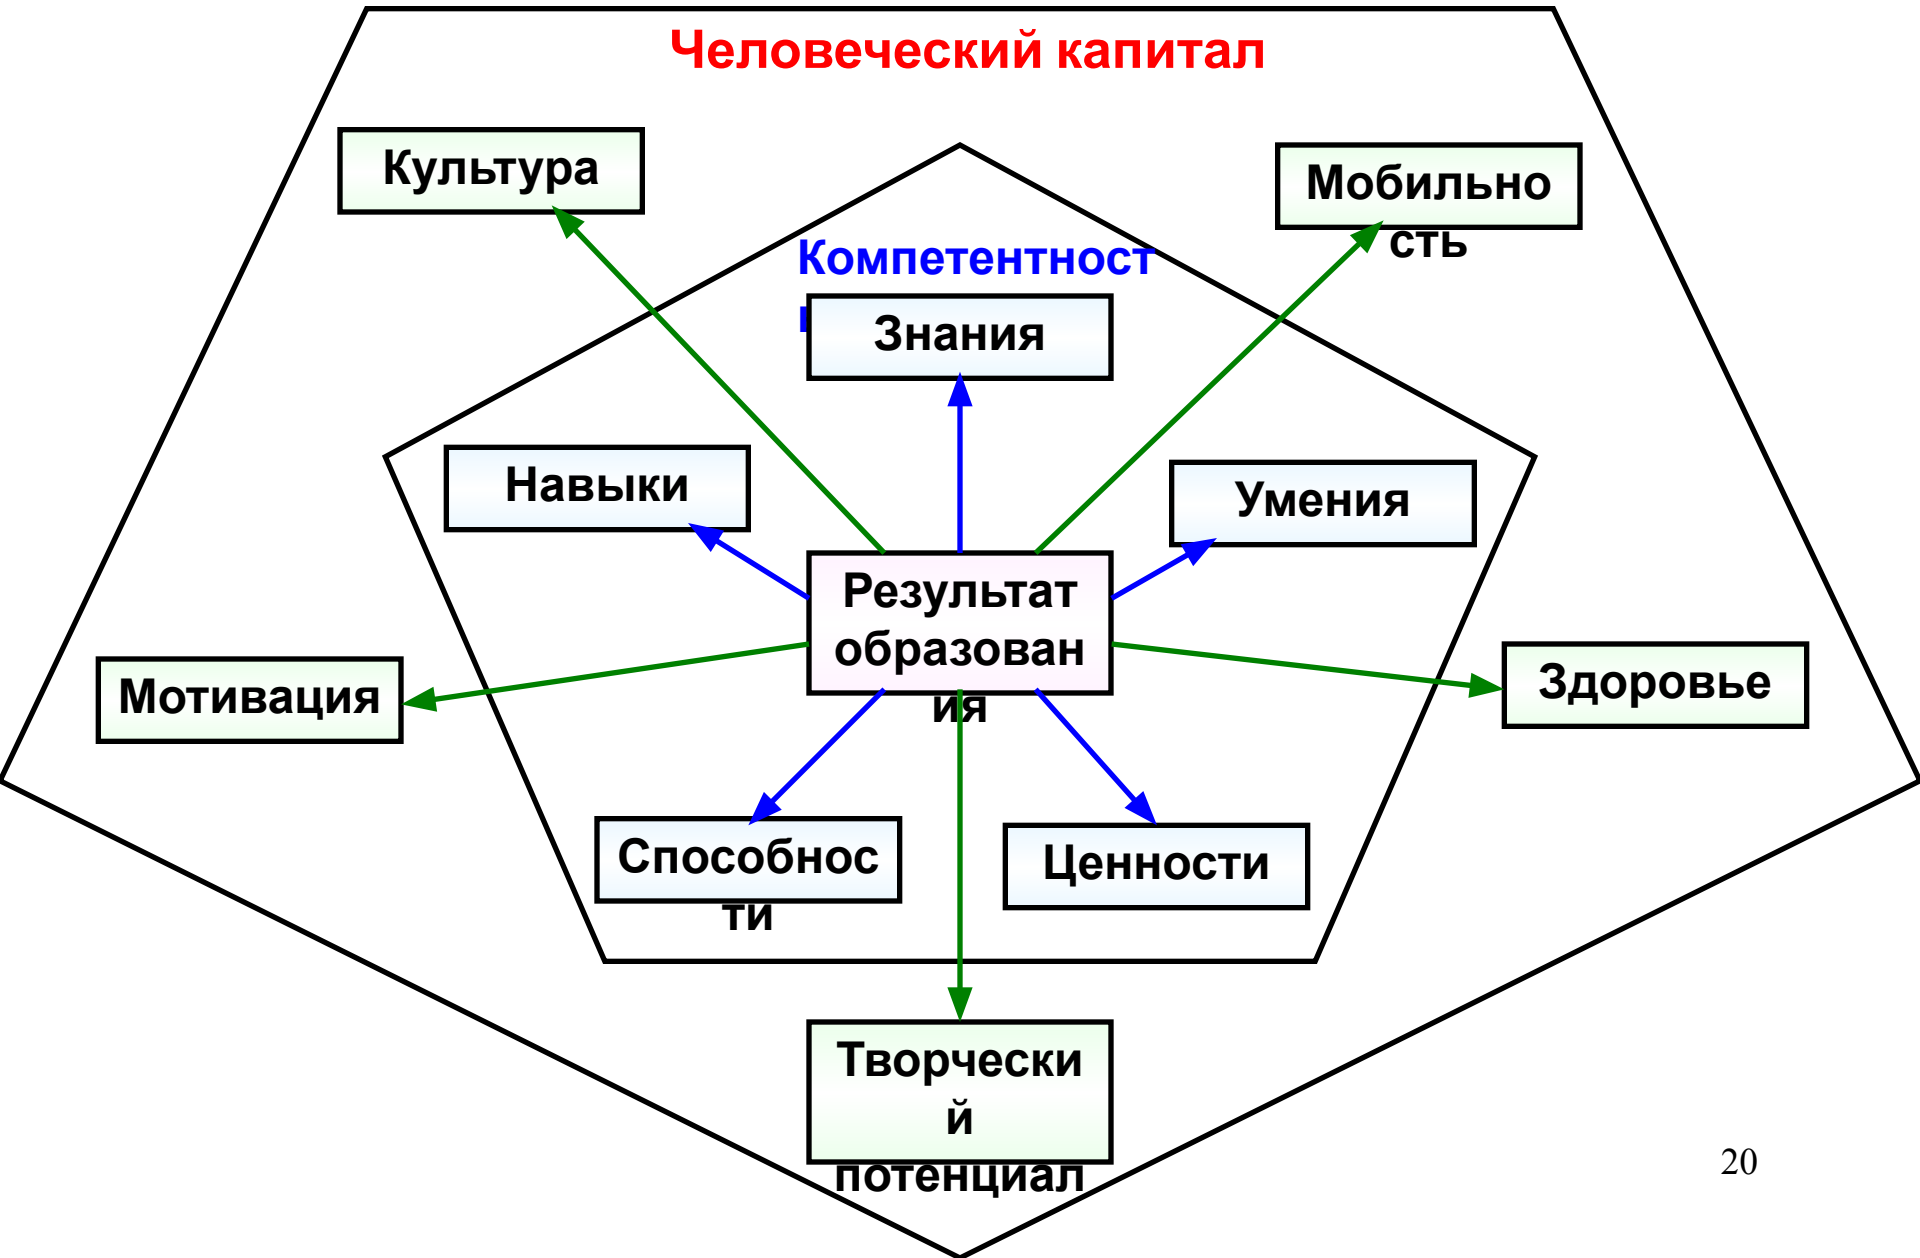 Человеческий капитал
Культура
Мобильно
сть
Компетентност
Знания
Навыки
Умения
Результат
образован
ия
Мотивация
Здоровье
Способнос
ти
Ценности
Творчески
й
потенциал
20